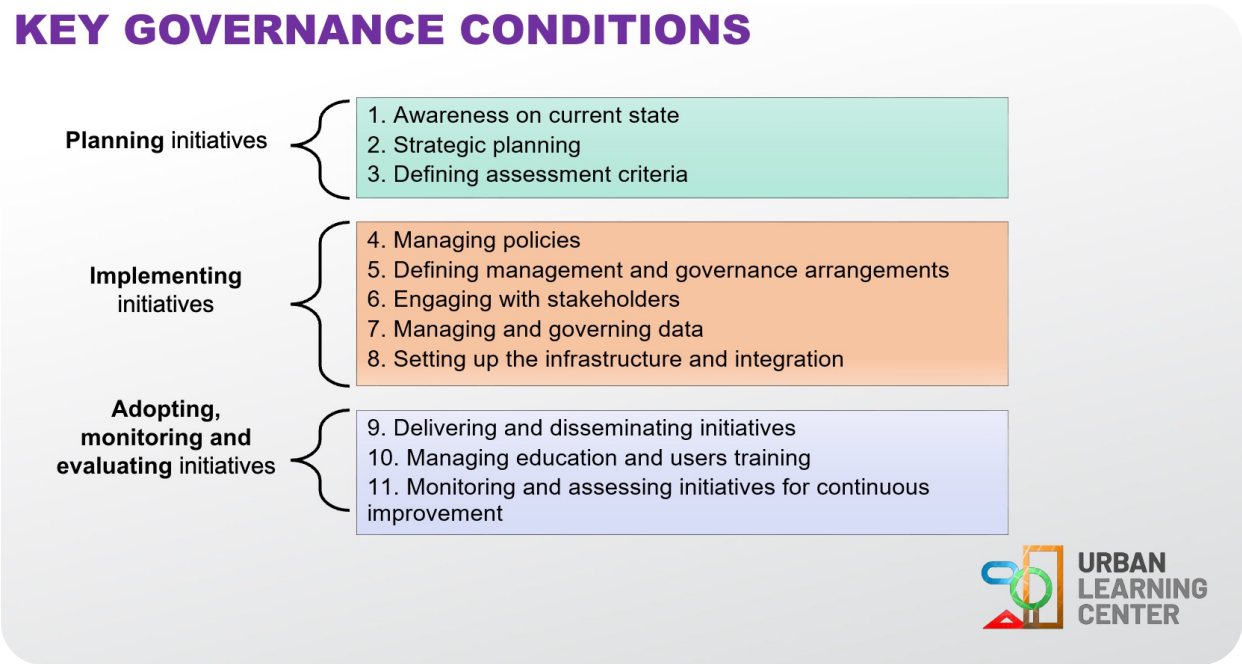 KEY GOVERNANCE CONDITIONS
Planning initiatives
1. Awareness on current state
2. Strategic planning
3. Defining assessment criteria
Implementing
initiatives
4. Managing policies
5. Defining management and governance arrangements
6. Engaging with stakeholders
7. Managing and governing data
8. Setting up the infrastructure and integration
Adopting,
monitoring and
evaluating initiatives
9. Delivering and disseminating initiatives
10. Managing education and users training
11. Monitoring and assessing initiatives for continuous
improvement
URBAN
LEARNING
CENTER